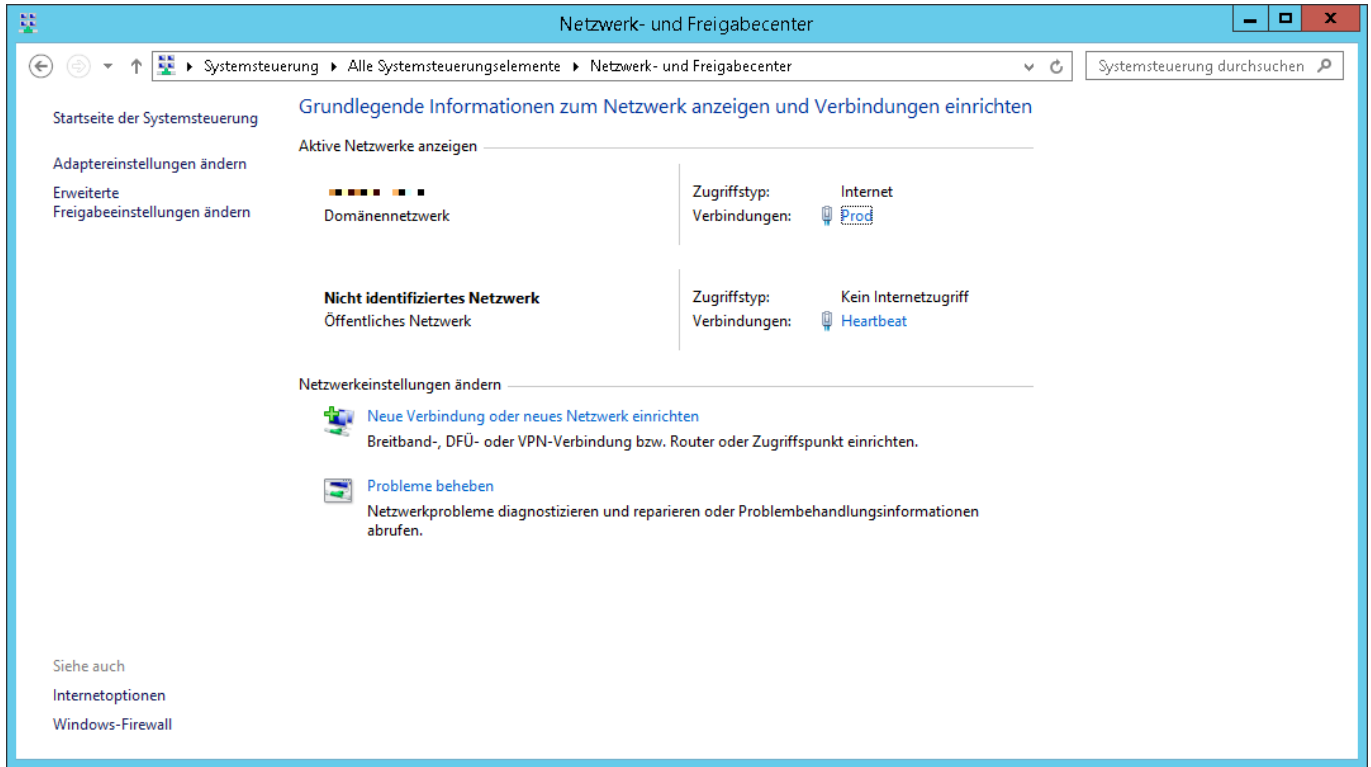 Netzwerk- und Freigabecenter
Systemsteuerung ▸ Alle Systemsteuerungselemente ▸ Netzwerk- und Freigabecenter
Systemsteuerung durchsuchen
Startseite der Systemsteuerung
Adaptereinstellungen ändern
Erweiterte
Freigabeeinstellungen ändern
Grundlegende Informationen zum Netzwerk anzeigen und Verbindungen einrichten
Aktive Netzwerke anzeigen
Domänennetzwerk
Zugriffstyp: Internet
Verbindungen: Prod
Nicht identifiziertes Netzwerk
Öffentliches Netzwerk
Zugriffstyp: Kein Internetzugriff
Verbindungen: Heartbeat
Netzwerkeinstellungen ändern
Neue Verbindung oder neues Netzwerk einrichten
Breitband-, DFÜ- oder VPN-Verbindung bzw. Router oder Zugriffspunkt einrichten.
Probleme beheben
Netzwerkprobleme diagnostizieren und reparieren oder Problembehandlungsinformationen
abrufen.
Siehe auch
Internetoptionen
Windows-Firewall